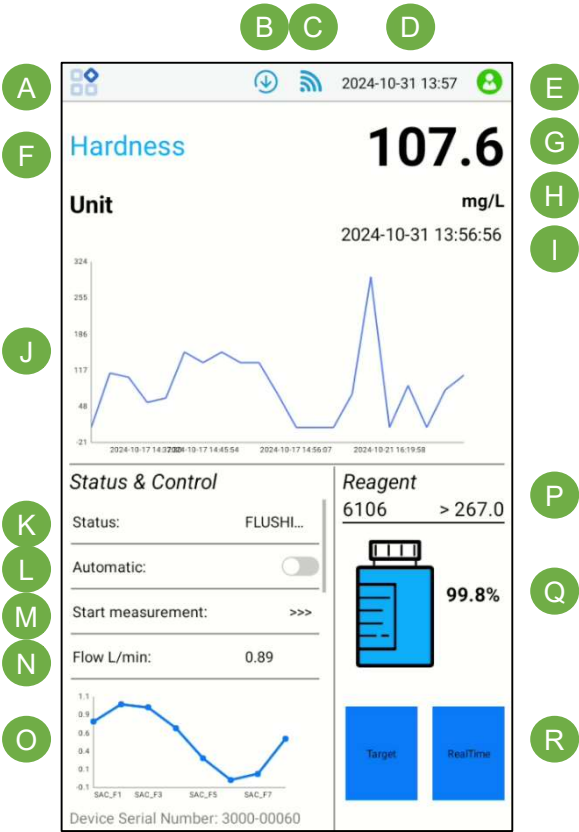 B C D
A 2024-10-31 13:57 E
F Hardness 107.6 G
Unit mg/L H
2024-10-31 13:56:56 I
324
255
186
J 117
48
-21
2024-10-17 14:45:54 2024-10-17 14:56:07 2024-10-21 16:19:58
Status & Control Reagent
6106 > 267.0 P
K Status: FLUSHI...
L Automatic:
99.8% Q
M Start measurement: >>>
N Flow L/min: 0.89
1.1
0.9
0.6
O 0.4 Target RealTime R
0.1
-0.1
SAC_F1 SAC_F3 SAC_F5 SAC_F7
Device Serial Number: 3000-00060